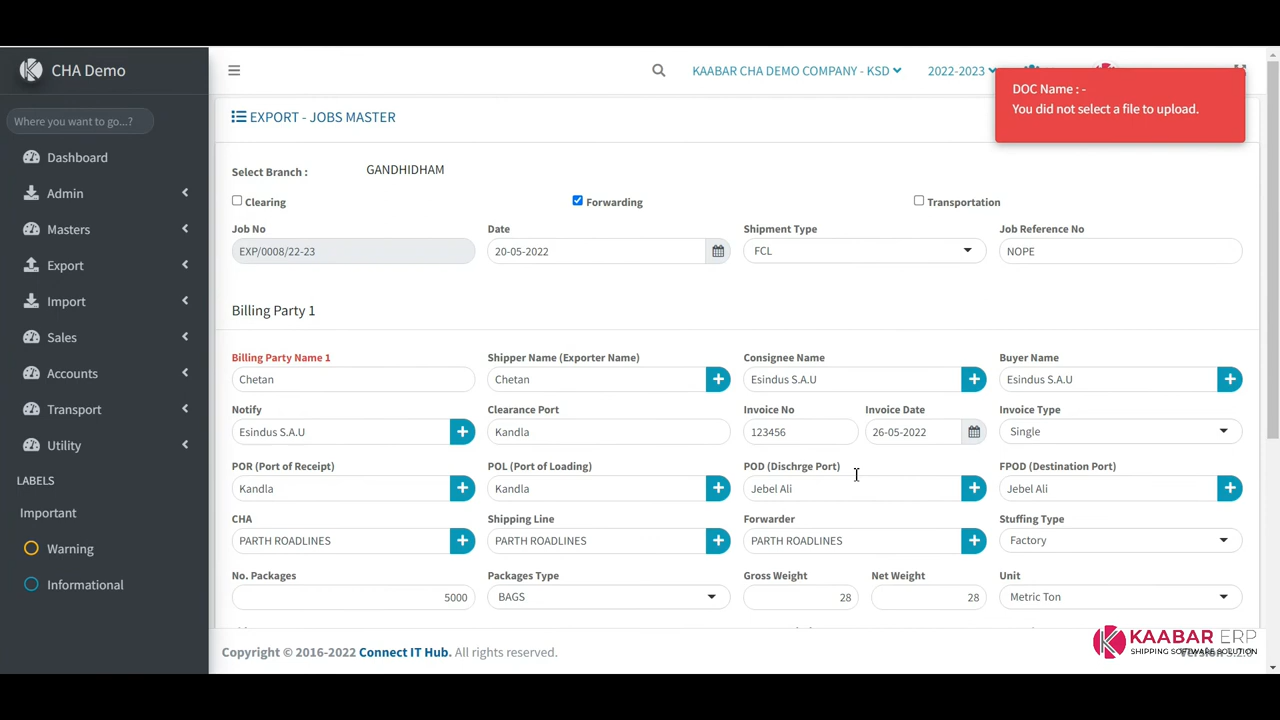 CHA Demo
KAABAR CHA DEMO COMPANY - KSD
2022-2023
DOC Name : -
You did not select a file to upload.
Where you want to go...?
Dashboard
Admin
Masters
Export
Import
Sales
Accounts
Transport
Utility
LABELS
Important
Warning
Informational
EXPORT - JOBS MASTER
Select Branch :
GANDHIDHAM
Clearing
Forwarding
Transportation
Job No
Date
Shipment Type
Job Reference No
EXP/0008/22-23
20-05-2022
FCL
NOPE
Billing Party 1
Billing Party Name 1
Shipper Name (Exporter Name)
Consignee Name
Buyer Name
Chetan
Chetan
Esindus S.A.U
Esindus S.A.U
Notify
Clearance Port
Invoice No
Invoice Date
Invoice Type
Esindus S.A.U
Kandla
123456
26-05-2022
Single
POR (Port of Receipt)
POL (Port of Loading)
POD (Dischrge Port)
FPOD (Destination Port)
Kandla
Kandla
Jebel Ali
Jebel Ali
CHA
Shipping Line
Forwarder
Stuffing Type
PARTH ROADLINES
PARTH ROADLINES
PARTH ROADLINES
Factory
No. Packages
Packages Type
Gross Weight
Net Weight
Unit
5000
BAGS
28
28
Metric Ton
Copyright © 2016-2022 Connect IT Hub. All rights reserved.
KAABAR ERP
SHIPPING SOFTWARE SOLUTION